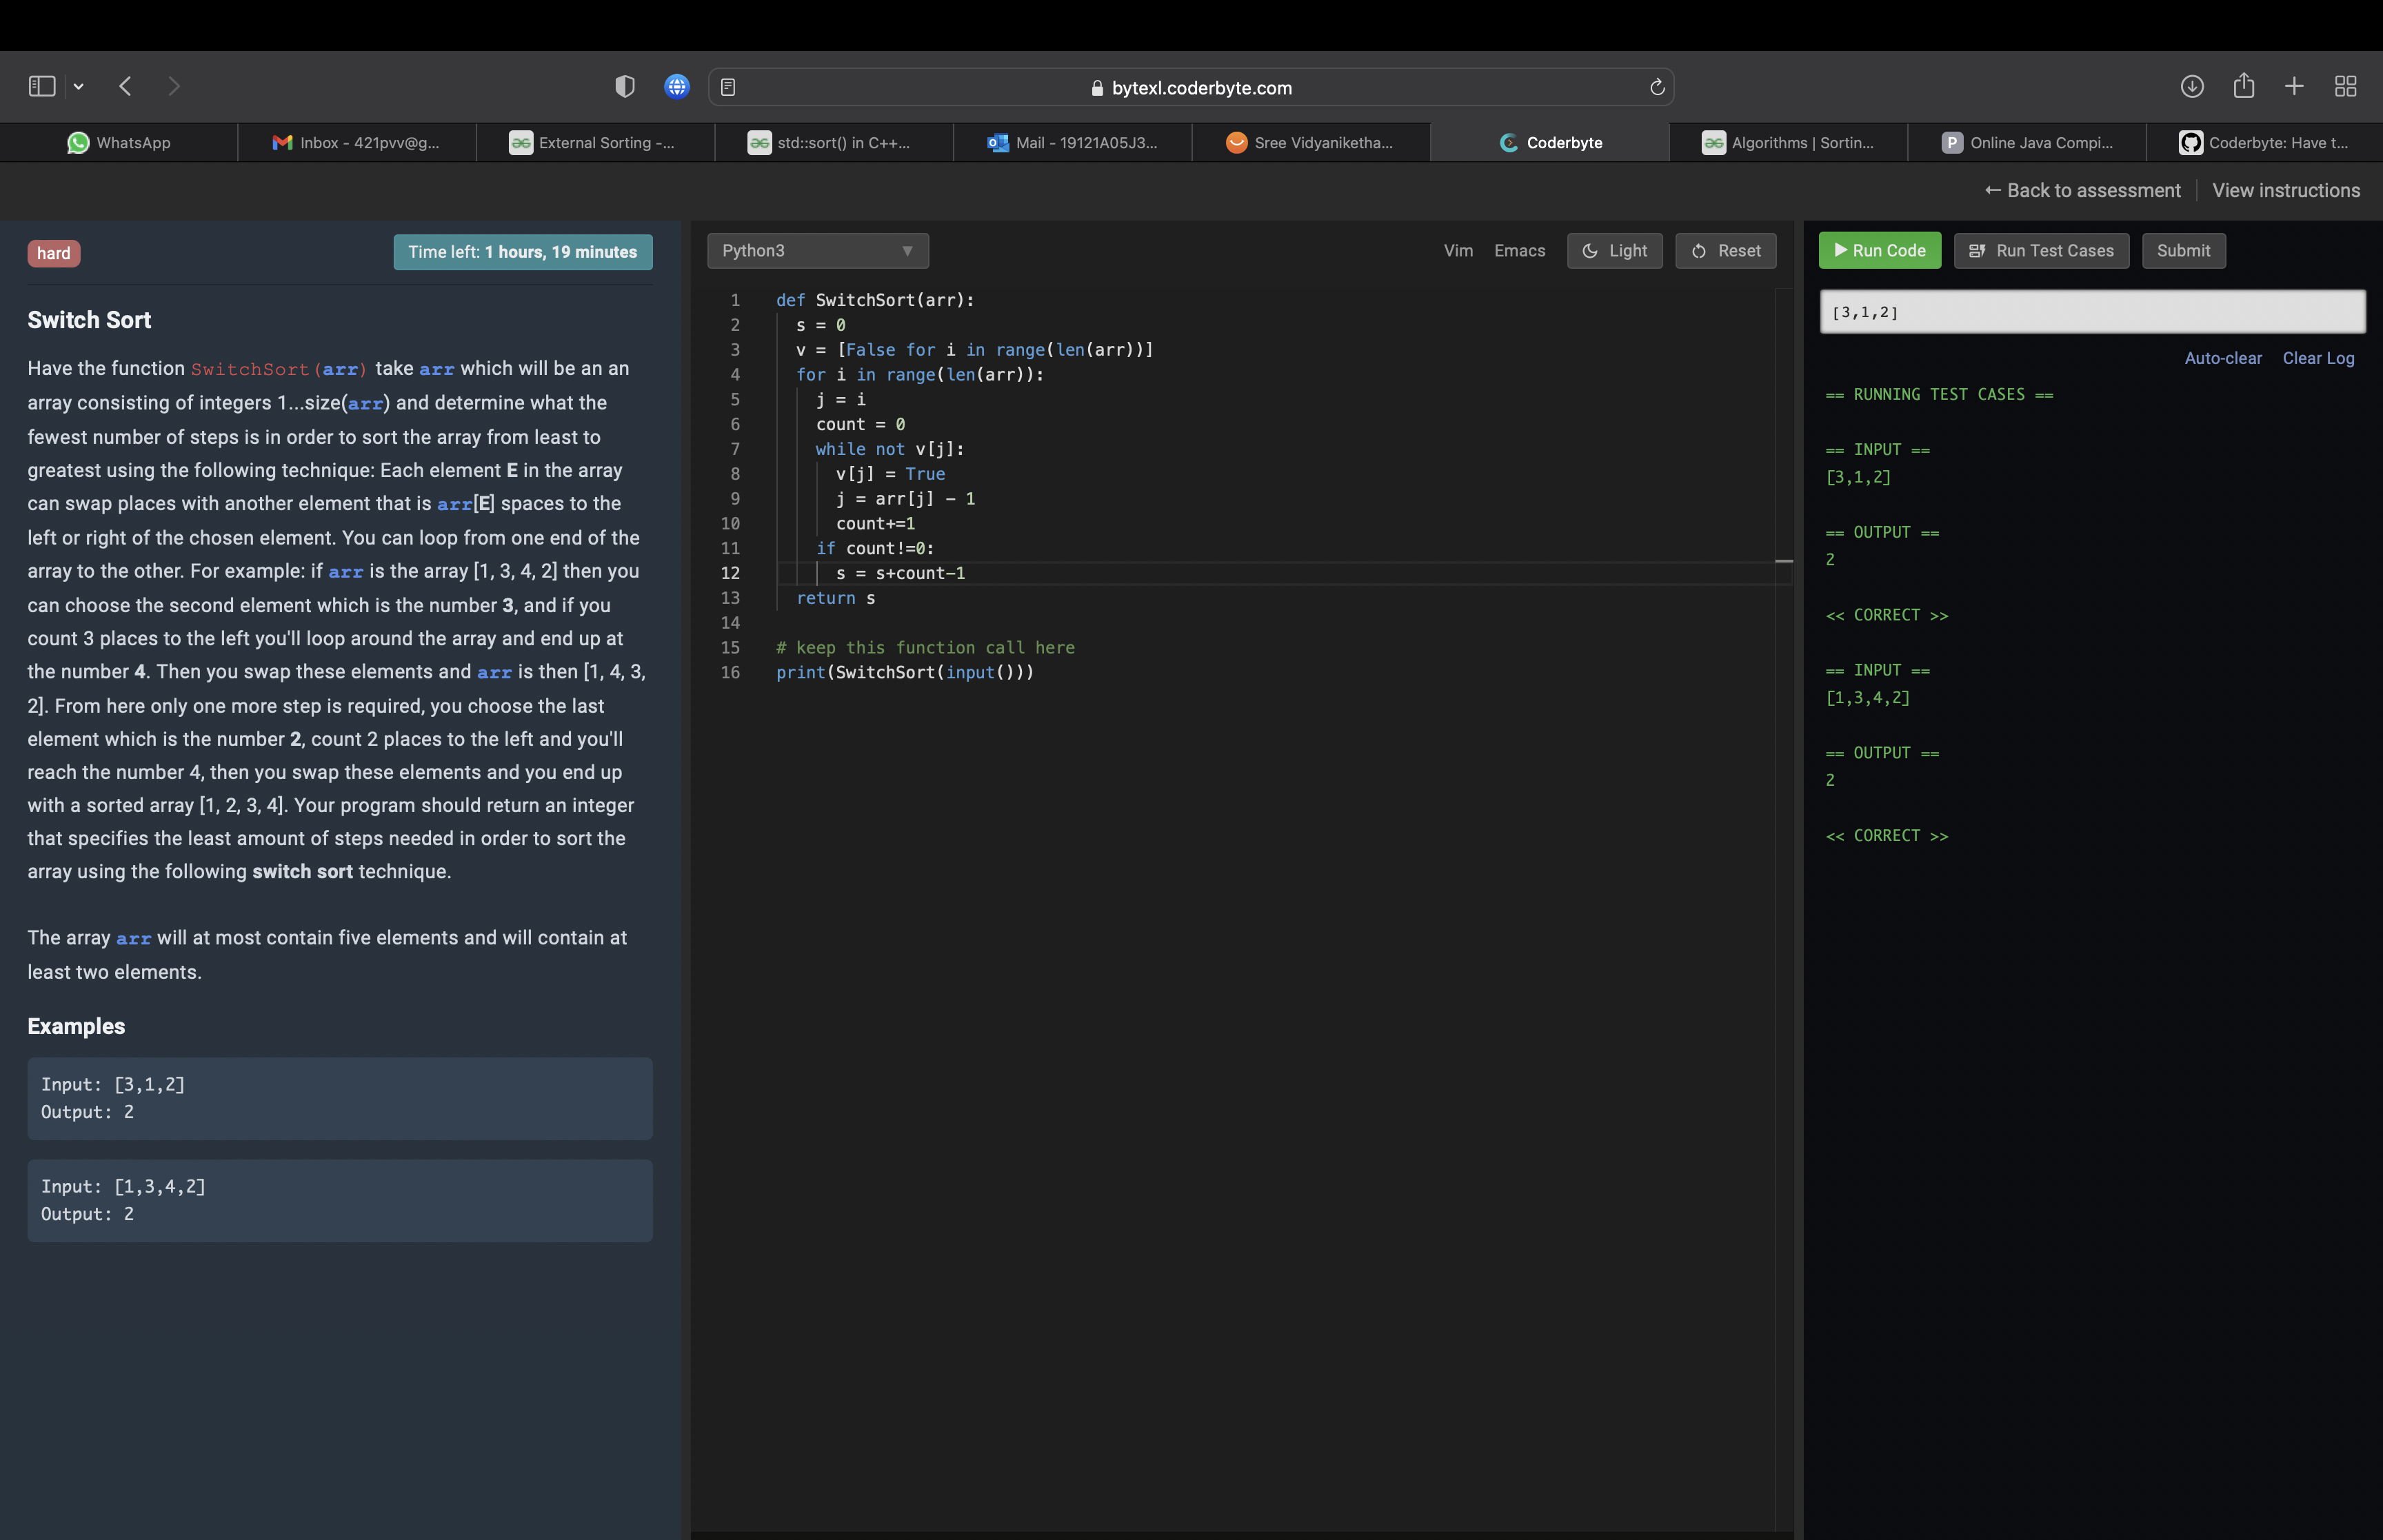 bytexl.coderbyte.com
WhatsApp
Inbox - 421pvv@g...
External Sorting -...
std::sort() in C++...
Mail - 19121A05J3...
Sree Vidyaniketha...
Coderbyte
Algorithms | Sortin...
P Online Java Compi...
Coderbyte: Have t...
← Back to assessment
View instructions
hard
Time left: 1 hours, 19 minutes
Switch Sort
Have the function SwitchSort(arr) take arr which will be an an
array consisting of integers 1...size(arr) and determine what the
fewest number of steps is in order to sort the array from least to
greatest using the following technique: Each element E in the array
can swap places with another element that is arr[E] spaces to the
left or right of the chosen element. You can loop from one end of the
array to the other. For example: if arr is the array [1, 3, 4, 2] then you
can choose the second element which is the number 3, and if you
count 3 places to the left you'll loop around the array and end up at
the number 4. Then you swap these elements and arr is then [1, 4, 3,
2]. From here only one more step is required, you choose the last
element which is the number 2, count 2 places to the left and you'll
reach the number 4, then you swap these elements and you end up
with a sorted array [1, 2, 3, 4]. Your program should return an integer
that specifies the least amount of steps needed in order to sort the
array using the following switch sort technique.
The array arr will at most contain five elements and will contain at
least two elements.
Examples
Input: [3,1,2]
Output: 2
Input: [1,3,4,2]
Output: 2
Python3
Vim
Emacs
Light
Reset
1 def SwitchSort(arr):
2 s = 0
3 v = [False for i in range(len(arr))]
4 for i in range(len(arr)):
5 j = i
6 count = 0
7 while not v[j]:
8 v[j] = True
9 j = arr[j] - 1
10 count+=1
11 if count!=0:
12 s = s+count-1
13 return s
14
15 # keep this function call here
16 print(SwitchSort(input()))
Run Code
Run Test Cases
Submit
[3,1,2]
Auto-clear
Clear Log
== RUNNING TEST CASES ==
== INPUT ==
[3,1,2]
== OUTPUT ==
2
<< CORRECT >>
== INPUT ==
[1,3,4,2]
== OUTPUT ==
2
<< CORRECT >>